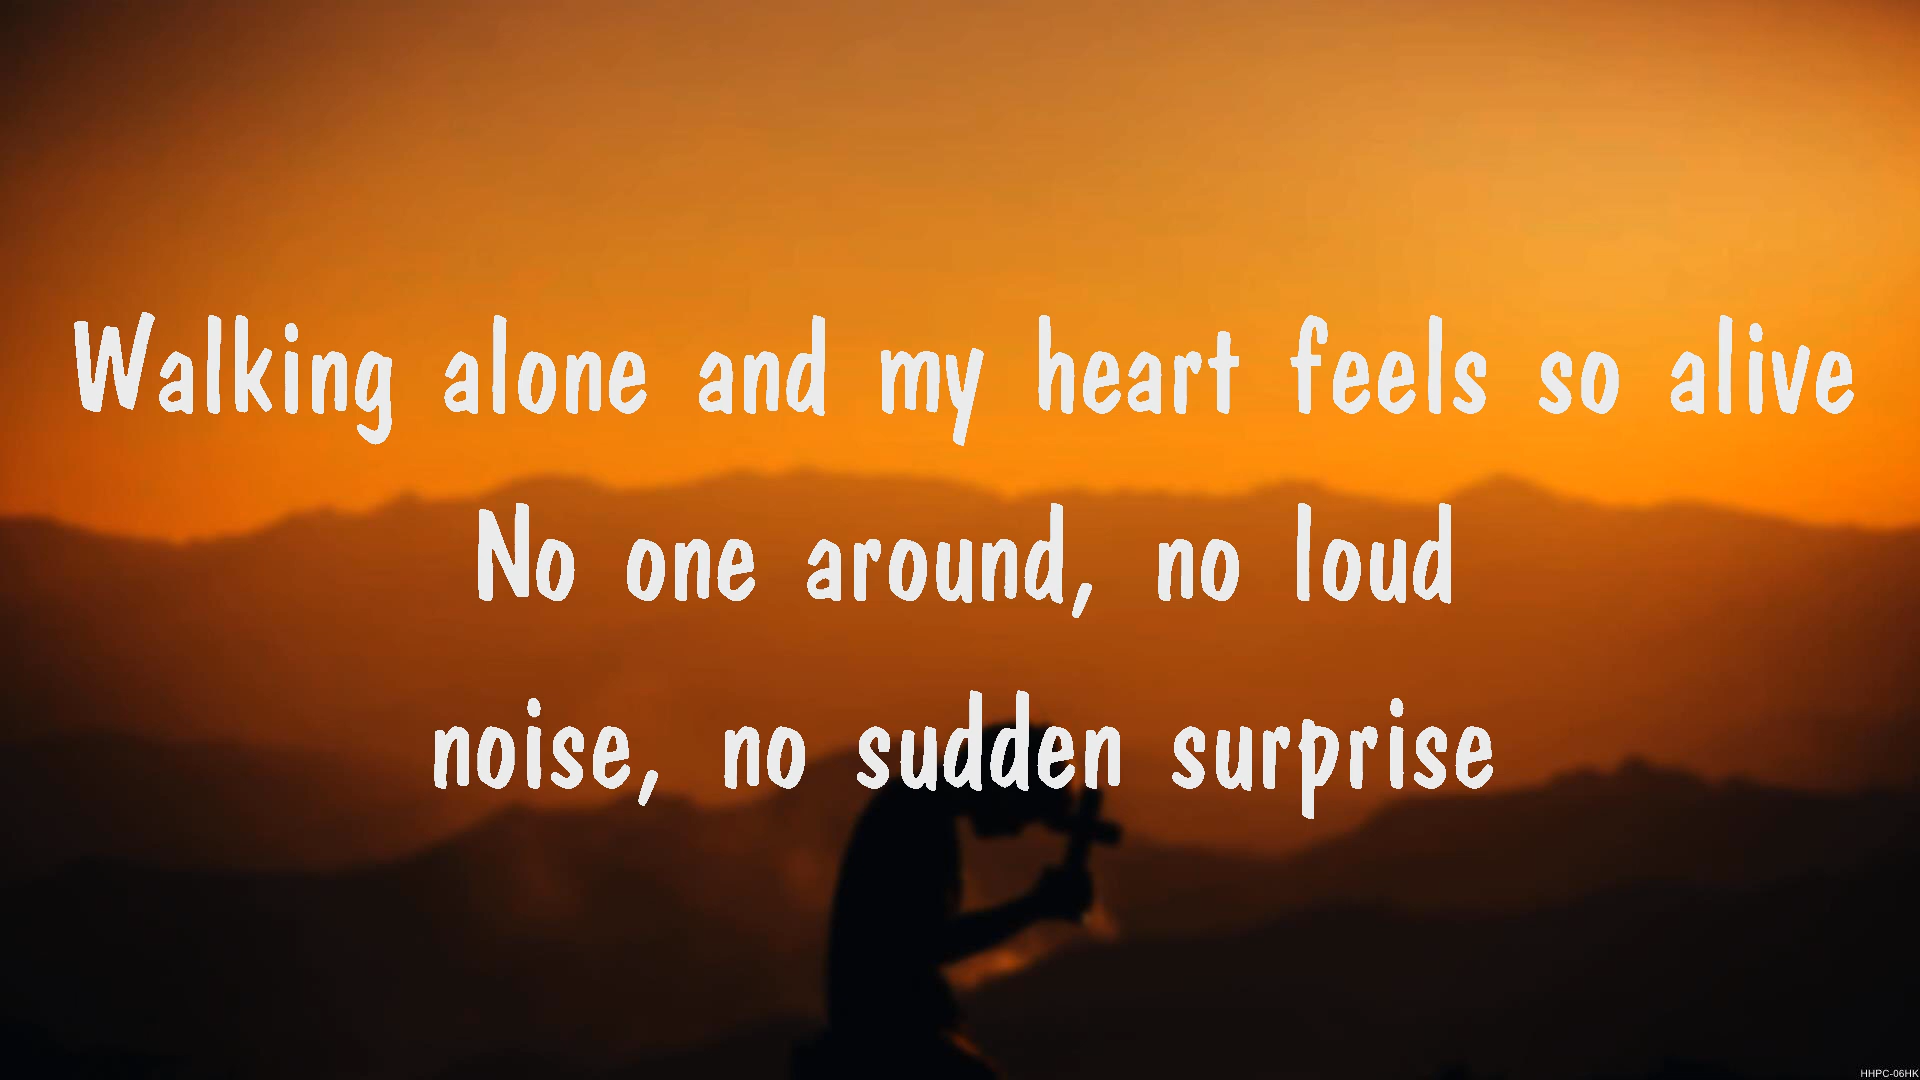 Walking alone and my heart feels so alive
No one around, no loud
noise, no sudden surprise
HHPC-06HK